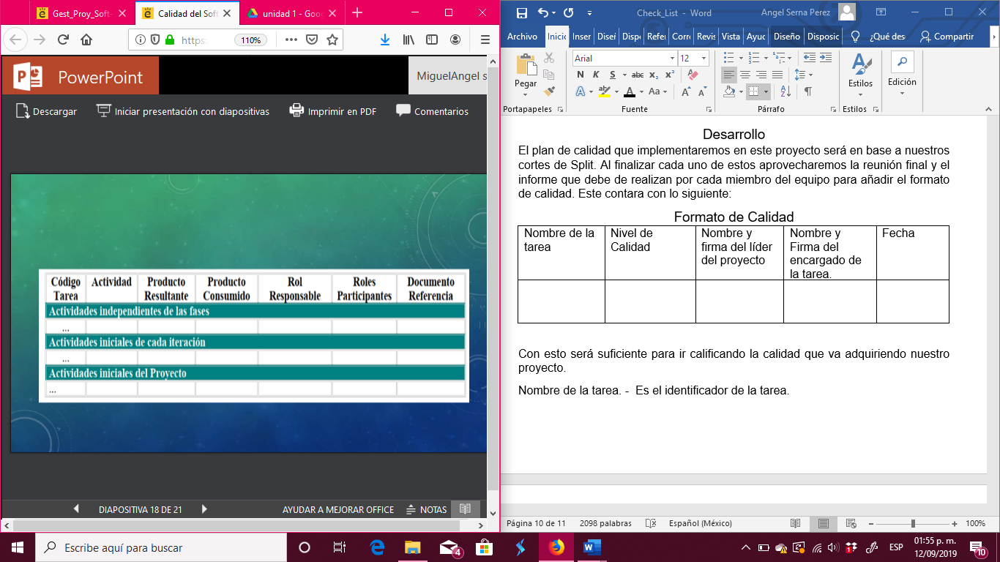 Gest_Proy_Soft
Calidad del Sof
unidad 1 - Goo
https:
110%
PowerPoint
MiguelAngel s
Descargar
Iniciar presentación con diapositivas
Imprimir en PDF
Comentarios
Código Tarea
Actividad
Producto Resultante
Producto Consumido
Rol Responsable
Roles Participantes
Documento Referencia
Actividades independientes de las fases
...
Actividades iniciales de cada iteración
...
Actividades iniciales del Proyecto
...
DIAPOSITIVA 18 DE 21
AYUDAR A MEJORAR OFFICE
NOTAS
Check_List - Word
Angel Serna Perez
Archivo
Inicio
Inser
Diseñ
Dispo
Refer
Corre
Revis
Vista
Ayuc
Diseño
Disposic
¿Qué des
Compartir
Pegar
Arial
12
N K S abc x₂ x²
A
A
Aa
A
A
Estilos
Edición
Portapapeles
Fuente
Párrafo
Estilos
Desarrollo
El plan de calidad que implementaremos en este proyecto será en base a nuestros
cortes de Split. Al finalizar cada uno de estos aprovecharemos la reunión final y el
informe que debe de realizan por cada miembro del equipo para añadir el formato
de calidad. Este contara con lo siguiente:
Formato de Calidad
Nombre de la tarea
Nivel de Calidad
Nombre y firma del líder del proyecto
Nombre y Firma del encargado de la tarea.
Fecha
Con esto será suficiente para ir calificando la calidad que va adquiriendo nuestro
proyecto.
Nombre de la tarea. - Es el identificador de la tarea.
Página 10 de 11
2098 palabras
Español (México)
100%
Escribe aquí para buscar
4
ESP
01:55 p. m.
12/09/2019
10